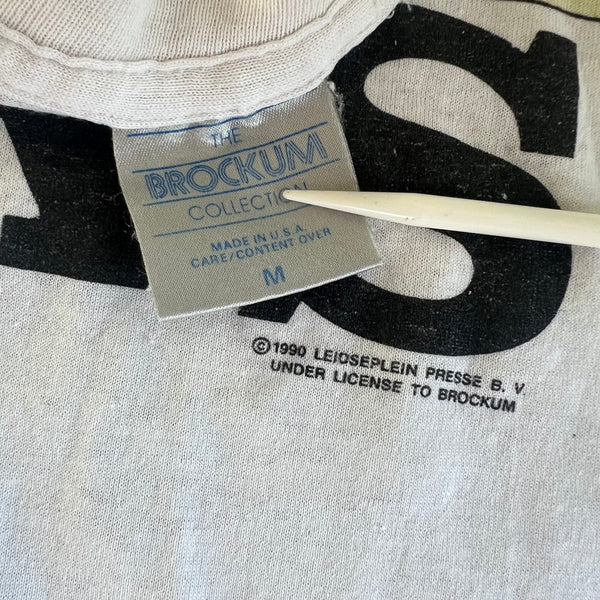 THE
BROCKUM
COLLECTION
MADE IN U.S.A.
CARE/CONTENT OVER
M
S
© 1990 LEIDSEPLEIN PRESSE B. V.
UNDER LICENSE TO BROCKUM